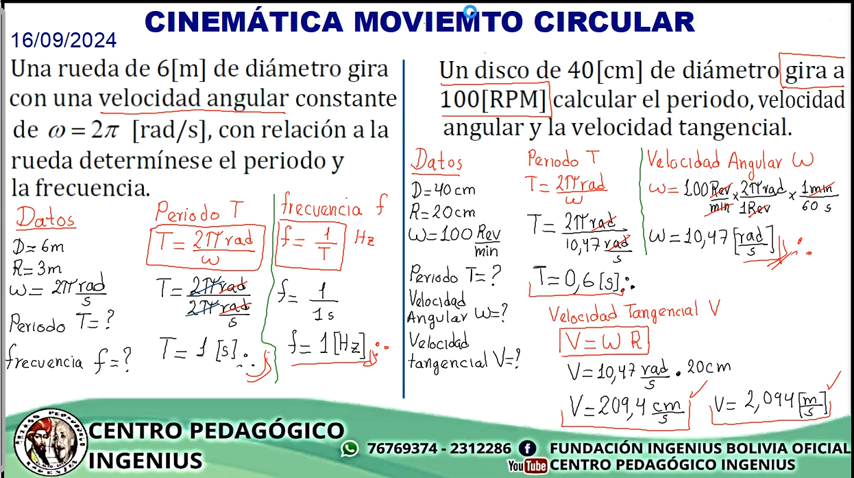 CINEMÁTICA MOVIEMTO CIRCULAR
16/09/2024
Una rueda de 6[m] de diámetro gira
con una velocidad angular constante
de ω = 2π [rad/s], con relación a la
rueda determínese el periodo y
la frecuencia.
Datos
D=6m
R=3m
ω= 2π rad/s
Periodo T=?
frecuencia f=?
Periodo T
T= 2π rad/ω
T= 2π rad/2π rad/s
T= 1 [s]
frecuencia f
f= 1/T Hz
f= 1/1s
f= 1 [Hz]
Un disco de 40[cm] de diámetro gira a
100[RPM] calcular el periodo, velocidad
angular y la velocidad tangencial.
Datos
D=40cm
R=20cm
ω=100 Rev/min
Periodo T=?
Velocidad
Angular ω=?
Velocidad
tangencial V=?
Periodo T
T= 2π rad/ω
T= 2π rad/10,47 rad/s
T=0,6[s]
Velocidad Angular ω
ω= 100 Rev/min x 2π rad/1Rev x 1min/60 s
ω= 10,47 [rad/s]
Velocidad Tangencial V
V= ω R
V= 10,47 rad/s · 20cm
V= 209,4 cm/s
V= 2,094 [m/s]
CENTRO PEDAGÓGICO
INGENIUS
76769374 - 2312286
FUNDACIÓN INGENIUS BOLIVIA OFICIAL
YouTube CENTRO PEDAGÓGICO INGENIUS